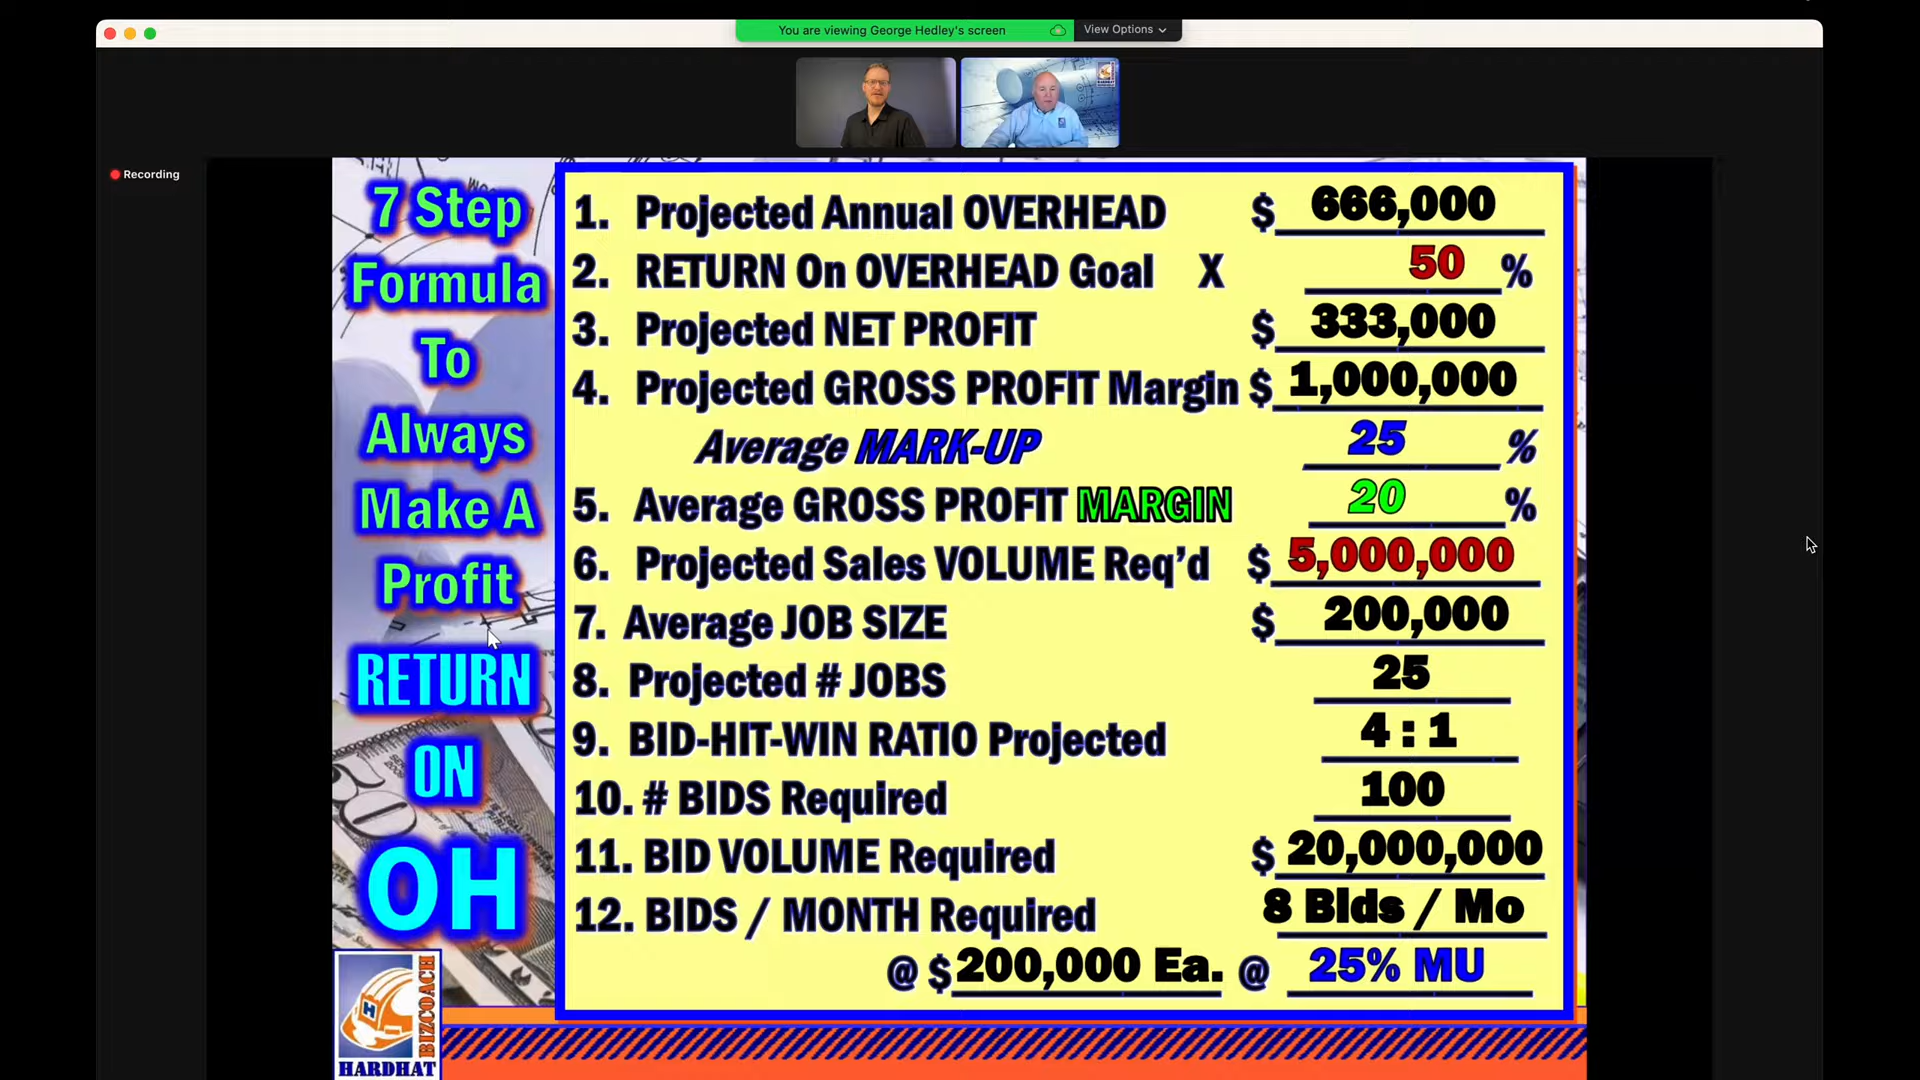 You are viewing George Hedley's screen
View Options
Recording
7 Step
Formula
To
Always
Make A
Profit
RETURN
ON
OH
1. Projected Annual OVERHEAD $ 666,000
2. RETURN On OVERHEAD Goal X 50 %
3. Projected NET PROFIT $ 333,000
4. Projected GROSS PROFIT Margin $ 1,000,000
Average MARK-UP 25 %
5. Average GROSS PROFIT MARGIN 20 %
6. Projected Sales VOLUME Req'd $ 5,000,000
7. Average JOB SIZE $ 200,000
8. Projected # JOBS 25
9. BID-HIT-WIN RATIO Projected 4 : 1
10. # BIDS Required 100
11. BID VOLUME Required $ 20,000,000
12. BIDS / MONTH Required 8 BIds / Mo
@ $ 200,000 Ea. @ 25% MU
H
BIZCOACH
HARDHAT